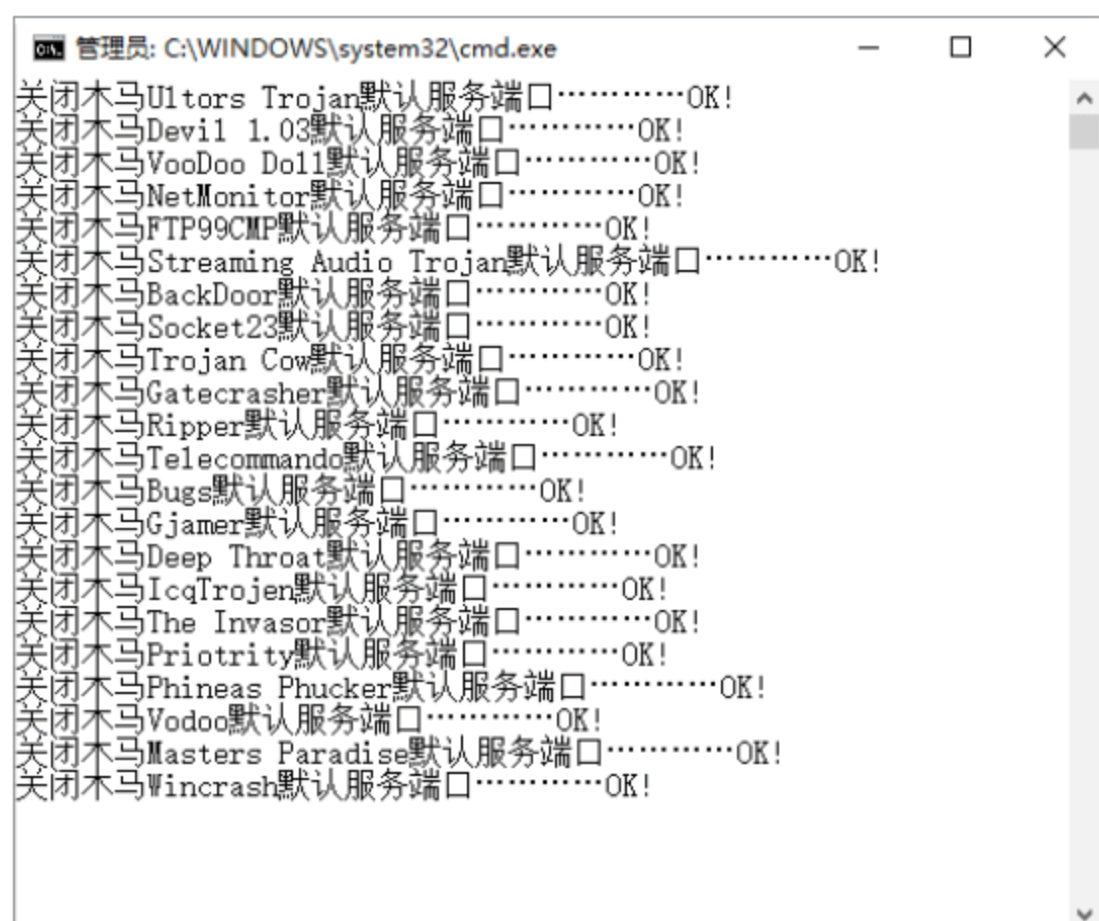 管理员: C:\WINDOWS\system32\cmd.exe
关闭木马Ultors Trojan默认服务端口…………OK!
关闭木马Devil 1.03默认服务端口…………OK!
关闭木马VooDoo Doll默认服务端口…………OK!
关闭木马NetMonitor默认服务端口…………OK!
关闭木马FTP99CMP默认服务端口…………OK!
关闭木马Streaming Audio Trojan默认服务端口…………OK!
关闭木马BackDoor默认服务端口…………OK!
关闭木马Socket23默认服务端口…………OK!
关闭木马Trojan Cow默认服务端口…………OK!
关闭木马Gatecrasher默认服务端口…………OK!
关闭木马Ripper默认服务端口…………OK!
关闭木马Telecommando默认服务端口…………OK!
关闭木马Bugs默认服务端口…………OK!
关闭木马Gjamer默认服务端口…………OK!
关闭木马Deep Throat默认服务端口…………OK!
关闭木马IcqTrojen默认服务端口…………OK!
关闭木马The Invasor默认服务端口…………OK!
关闭木马Priotrity默认服务端口…………OK!
关闭木马Phineas Phucker默认服务端口…………OK!
关闭木马Vodoo默认服务端口…………OK!
关闭木马Masters Paradise默认服务端口…………OK!
关闭木马Wincrash默认服务端口…………OK!